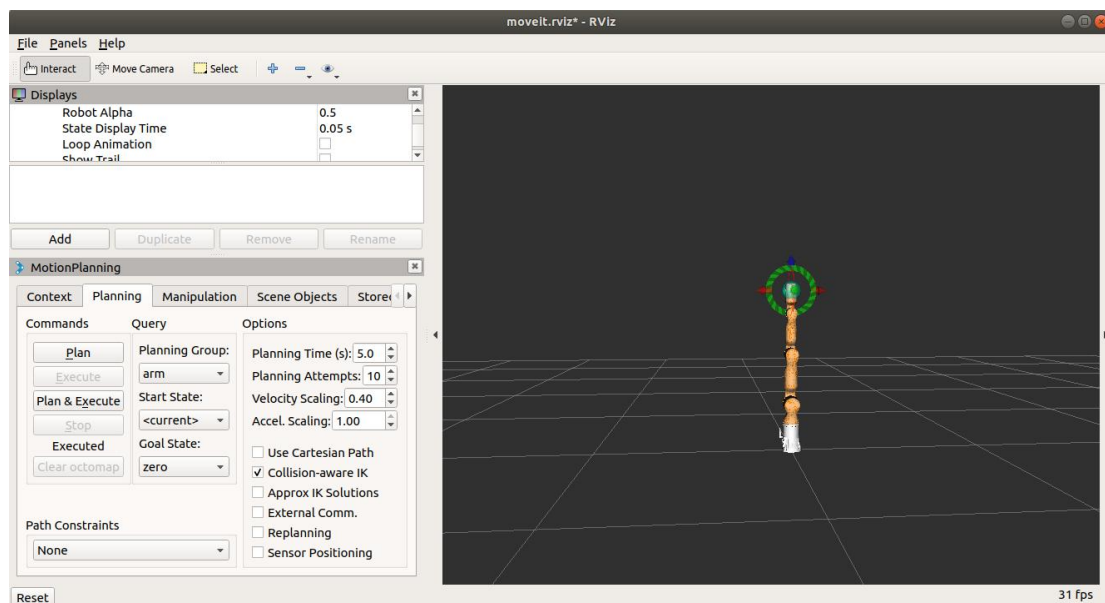 moveit.rviz* - RViz
File Panels Help
Interact Move Camera Select
Displays
Robot Alpha 0.5
State Display Time 0.05 s
Loop Animation
Show Trail
Add Duplicate Remove Rename
MotionPlanning
Context Planning Manipulation Scene Objects Stored
Commands Query Options
Plan Planning Group: Planning Time (s): 5.0
Execute arm Planning Attempts: 10
Plan & Execute Start State: Velocity Scaling: 0.40
Stop <current> Accel. Scaling: 1.00
Executed Goal State: Use Cartesian Path
Clear octomap zero Collision-aware IK
Approx IK Solutions
External Comm.
Path Constraints Replanning
None Sensor Positioning
Reset 31 fps